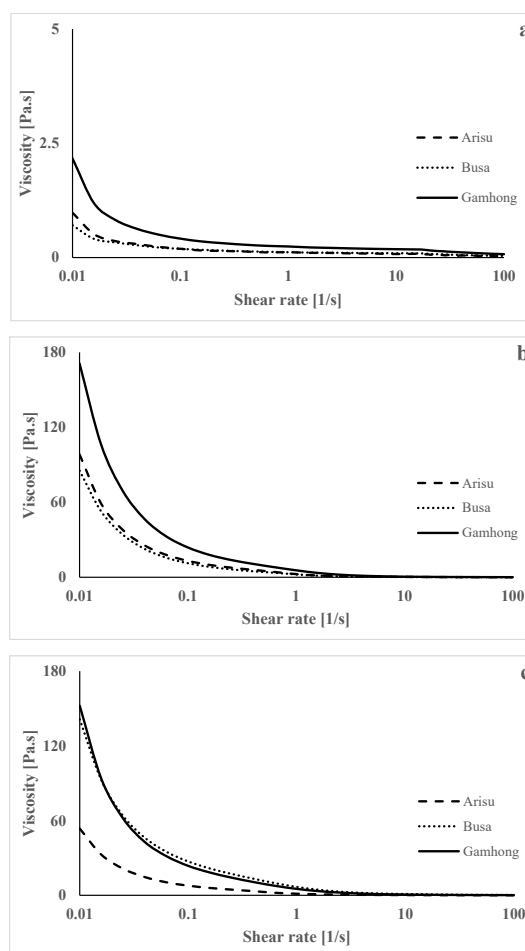 a
5
2.5
0
Viscosity [Pa.s]
Arisu
Busa
Gamhong
0.01 0.1 1 10 100
Shear rate [1/s]
b
180
120
60
0
Viscosity [Pa.s]
Arisu
Busa
Gamhong
0.01 0.1 1 10 100
Shear rate [1/s]
180
120
60
0
Viscosity [Pa.s]
Arisu
Busa
Gamhong
0.01 0.1 1 10 100
Shear rate [1/s]